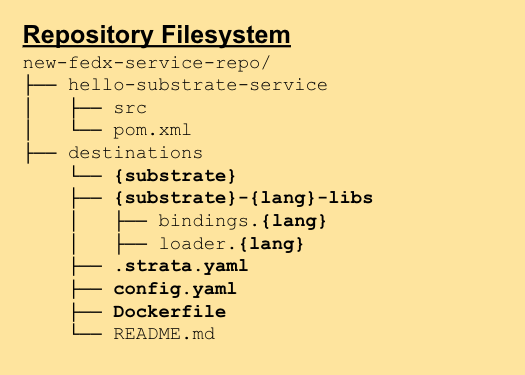 Repository Filesystem
new-fedx-service-repo/
├── hello-substrate-service
│   ├── src
│   └── pom.xml
├── destinations
    └── {substrate}
    ├── {substrate}-{lang}-libs
    │   ├── bindings.{lang}
    │   ├── loader.{lang}
    ├── .strata.yaml
    ├── config.yaml
    ├── Dockerfile
    └── README.md